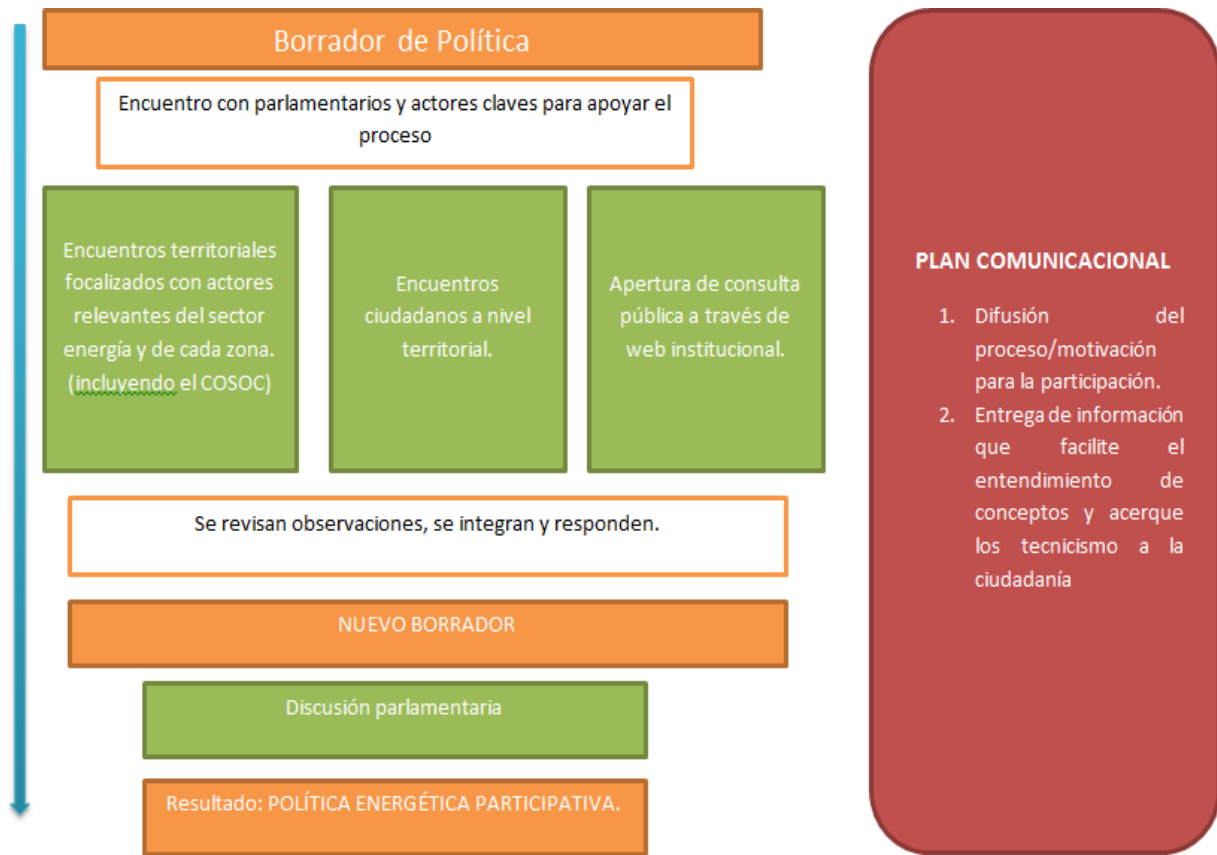 Borrador de Política
Encuentro con parlamentarios y actores claves para apoyar el
proceso
Encuentros territoriales
focalizados con actores
relevantes del sector
energía y de cada zona.
(incluyendo el COSOC)
Encuentros
ciudadanos a nivel
territorial.
Apertura de consulta
pública a través de
web institucional.
Se revisan observaciones, se integran y responden.
NUEVO BORRADOR
Discusión parlamentaria
Resultado: POLÍTICA ENERGÉTICA PARTICIPATIVA.
PLAN COMUNICACIONAL
1. Difusión del
proceso/motivación
para la participación.
2. Entrega de información
que facilite el
entendimiento de
conceptos y acerque
los tecnicismo a la
ciudadanía